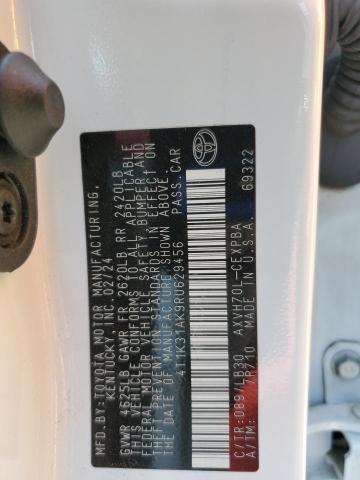 MFD.BY:TOYOTA MOTOR MANUFACTURING,
KENTUCKY, INC. 02/24
GVWR 4625LB GAWR FR 2620LB RR 2420LB
THIS VEHICLE CONFORMS TO ALL APPLICABLE
FEDERAL MOTOR VEHICLE SAFETY, BUMPER, AND
THEFT PREVENTION STANDARDS IN EFFECT ON
THE DATE OF MANUFACTURE SHOWN ABOVE.
4T1K31AK9RU629456 PASS.CAR
C/TR: 089/LB30 AXVH70L-CEXPBA
A/TM: /P710 MADE IN U.S.A. 69322